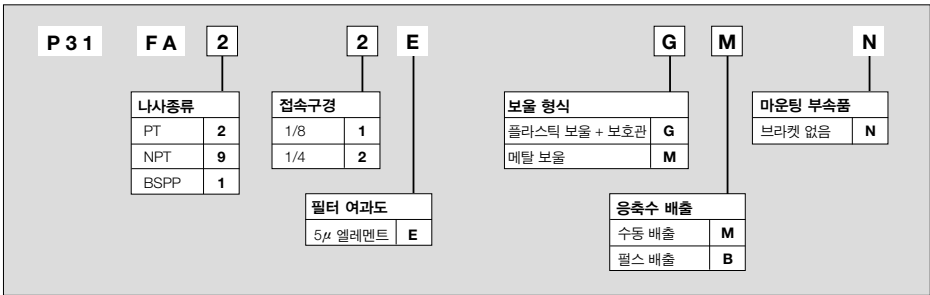 P31 FA 2 2 E G M N
나사종류
PT 2
NPT 9
BSPP 1
접속구경
1/8 1
1/4 2
필터 여과도
5μ 엘레멘트 E
보울 형식
플라스틱 보울 + 보호관 G
메탈 보울 M
응축수 배출
수동 배출 M
펄스 배출 B
마운팅 부속품
브라켓 없음 N